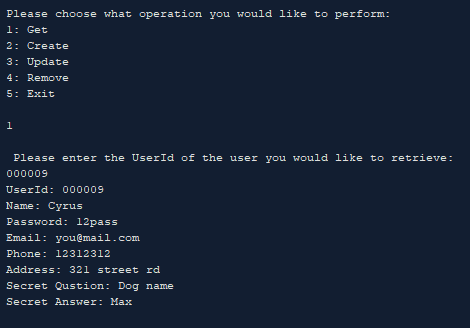 Please choose what operation you would like to perform:
1: Get
2: Create
3: Update
4: Remove
5: Exit
1
Please enter the UserId of the user you would like to retrieve:
000009
UserId: 000009
Name: Cyrus
Password: 12pass
Email: you@mail.com
Phone: 12312312
Address: 321 street rd
Secret Qustion: Dog name
Secret Answer: Max